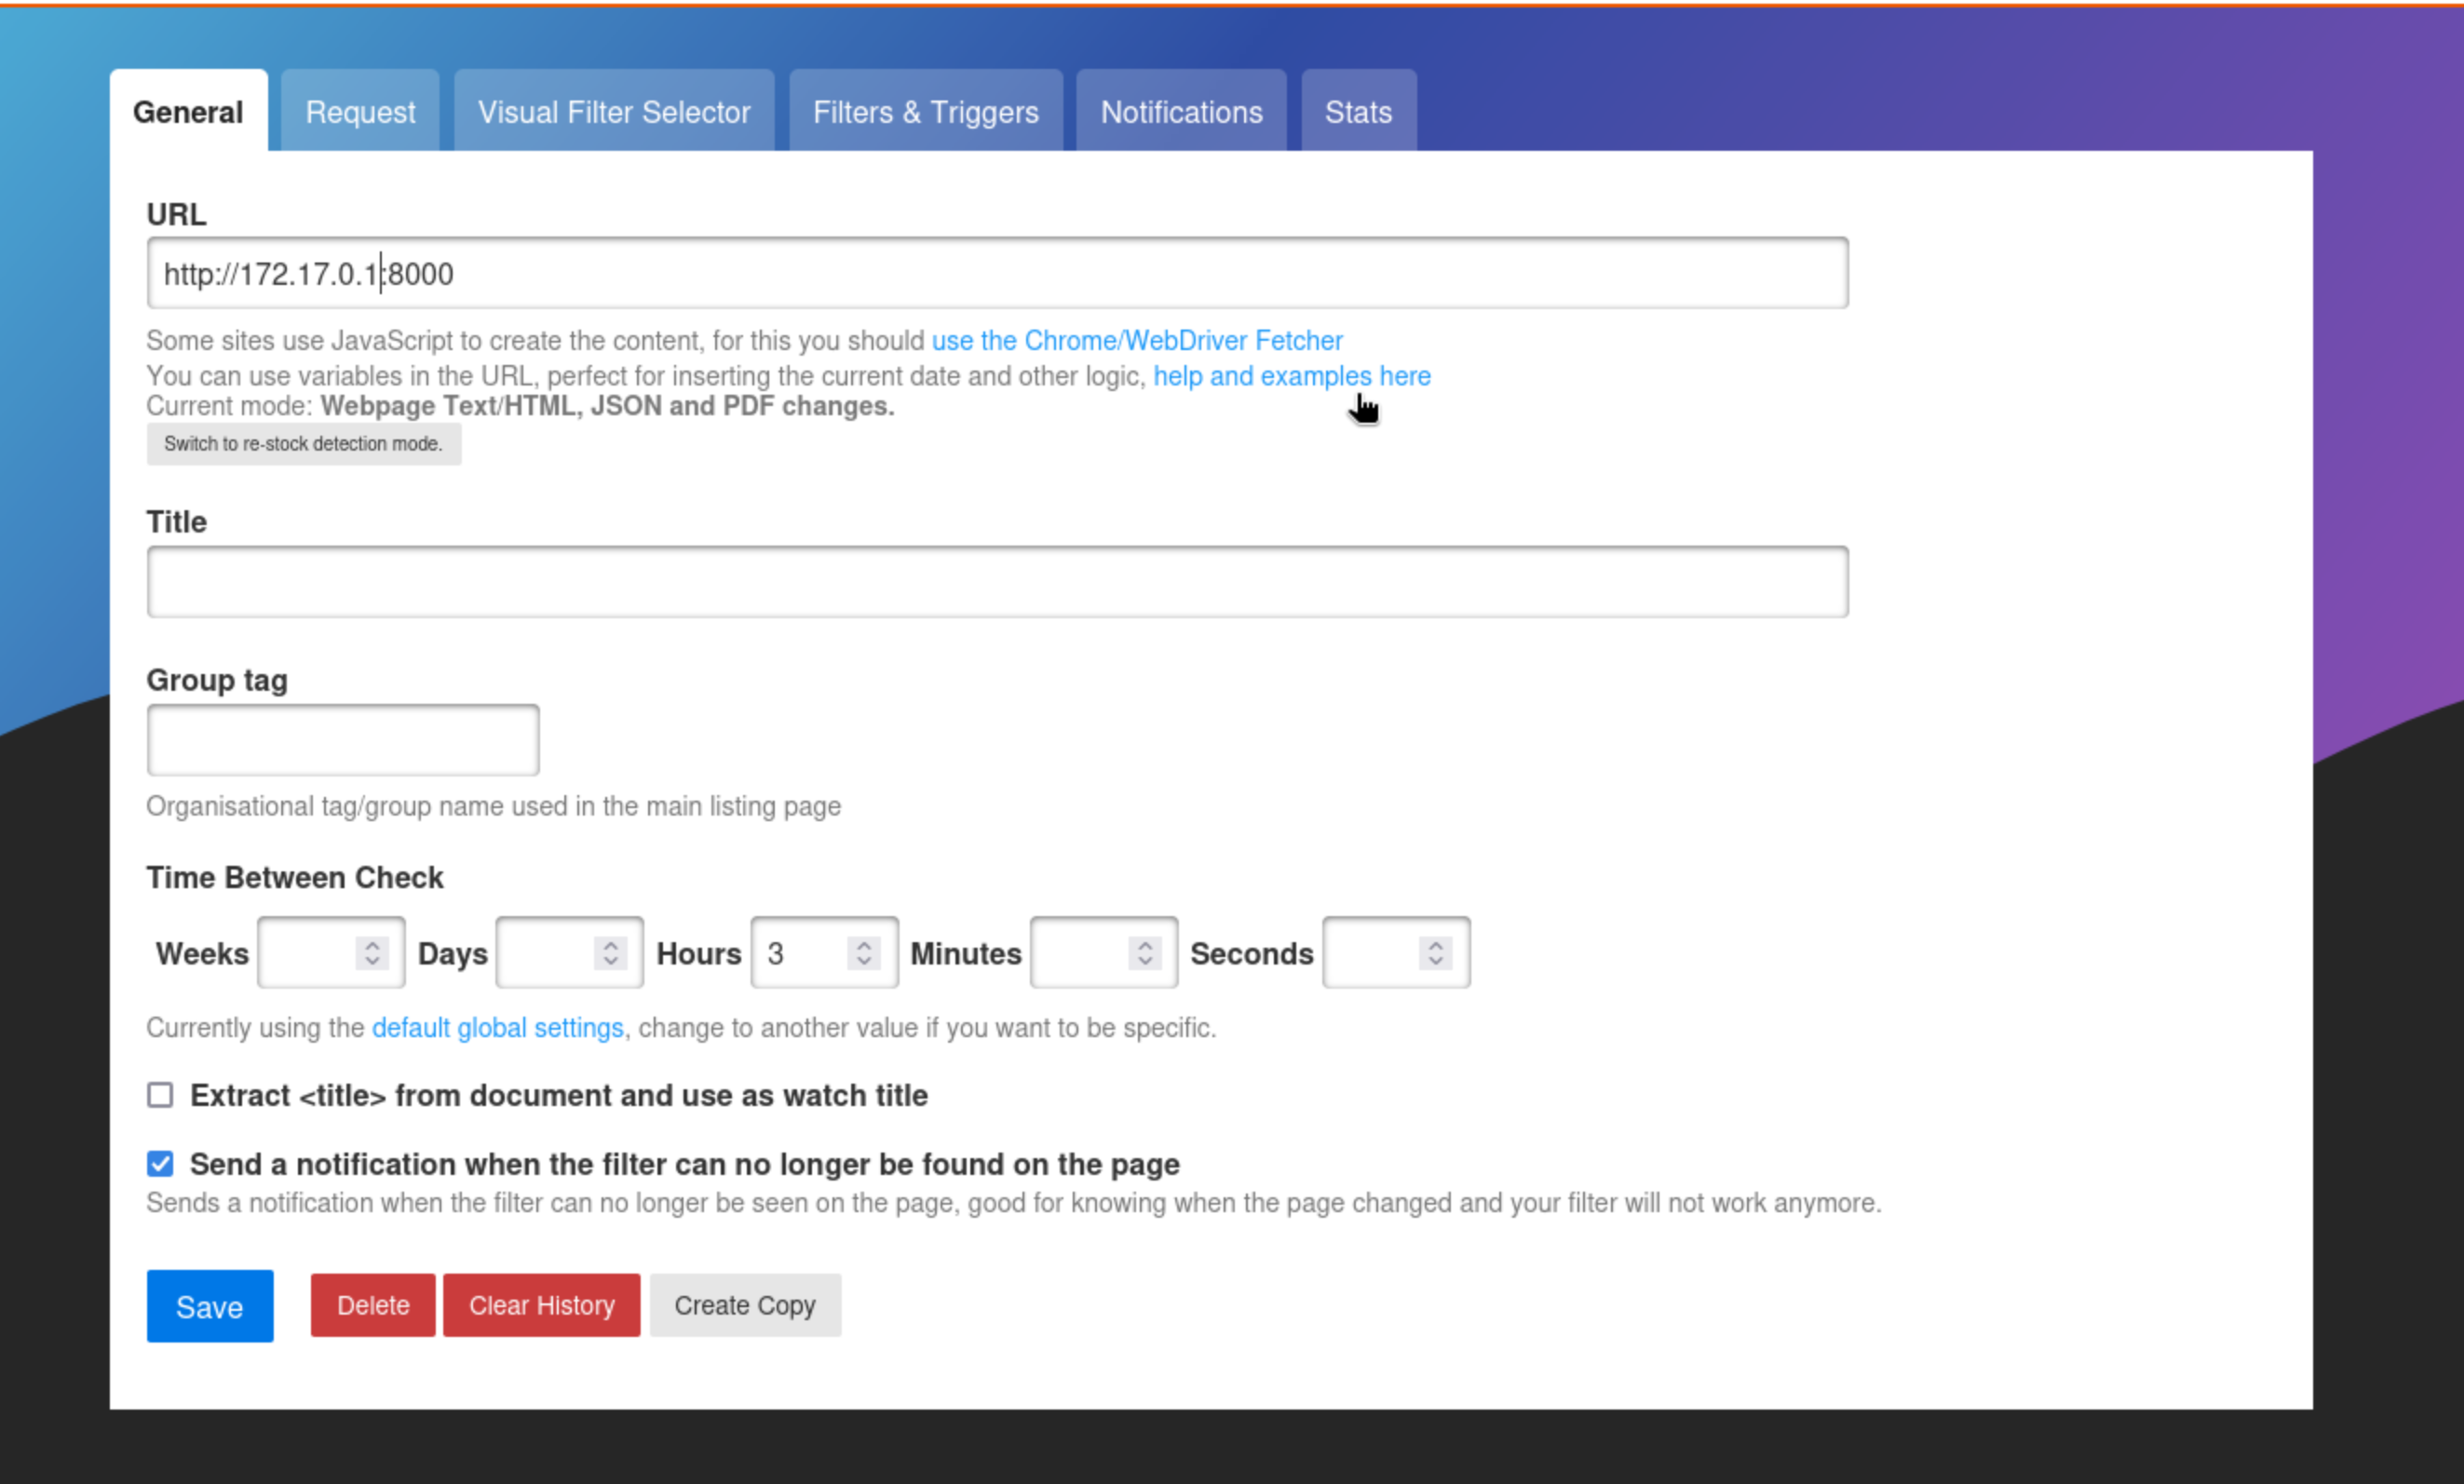 General Request Visual Filter Selector Filters & Triggers Notifications Stats
URL
http://172.17.0.1:8000
Some sites use JavaScript to create the content, for this you should use the Chrome/WebDriver Fetcher
You can use variables in the URL, perfect for inserting the current date and other logic, help and examples here
Current mode: Webpage Text/HTML, JSON and PDF changes.
Switch to re-stock detection mode.
Title
Group tag
Organisational tag/group name used in the main listing page
Time Between Check
Weeks Days Hours 3 Minutes Seconds
Currently using the default global settings, change to another value if you want to be specific.
Extract <title> from document and use as watch title
Send a notification when the filter can no longer be found on the page
Sends a notification when the filter can no longer be seen on the page, good for knowing when the page changed and your filter will not work anymore.
Save Delete Clear History Create Copy